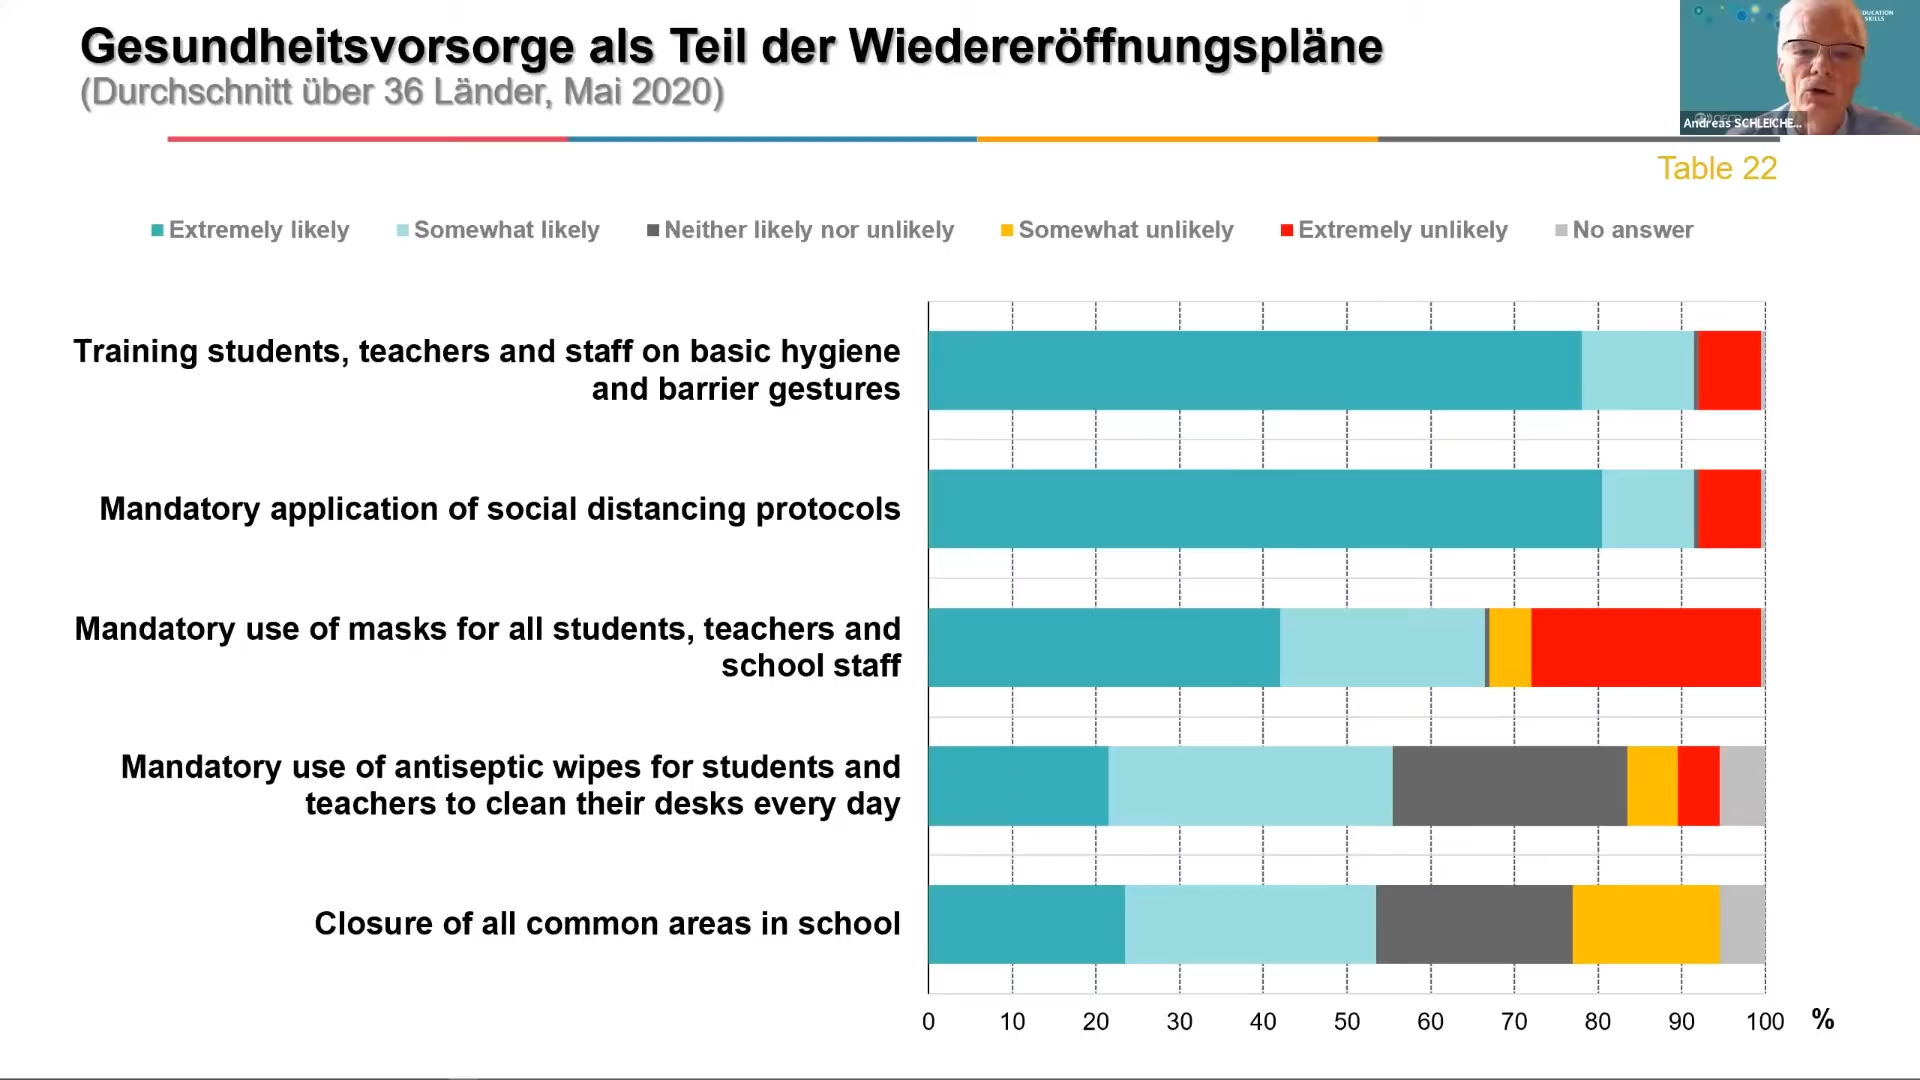 Gesundheitsvorsorge als Teil der Wiedereröffnungspläne
(Durchschnitt über 36 Länder, Mai 2020)
EDUCATION
SKILLS
Andreas SCHLEICHE...
Table 22
Extremely likely Somewhat likely Neither likely nor unlikely Somewhat unlikely Extremely unlikely No answer
Training students, teachers and staff on basic hygiene
and barrier gestures
Mandatory application of social distancing protocols
Mandatory use of masks for all students, teachers and
school staff
Mandatory use of antiseptic wipes for students and
teachers to clean their desks every day
Closure of all common areas in school
0 10 20 30 40 50 60 70 80 90 100 %